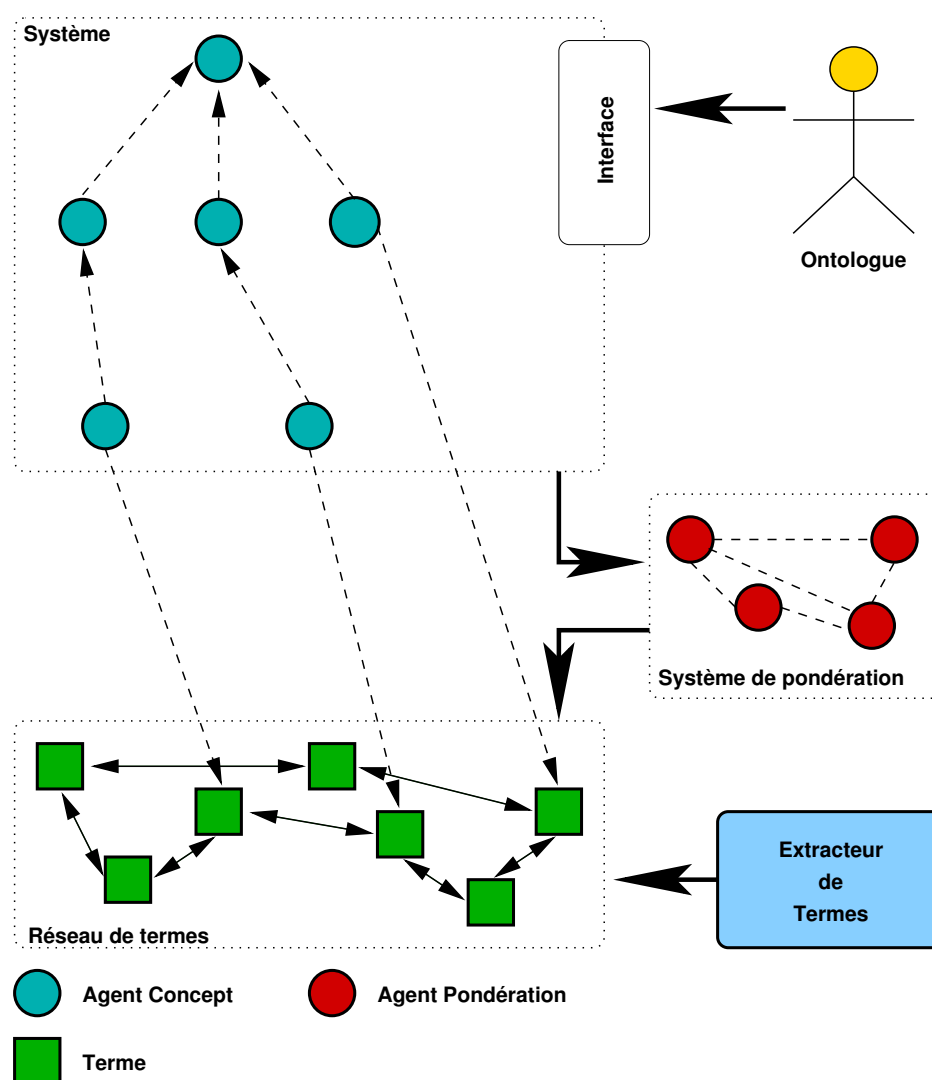 Système
Interface
Ontologue
Système de pondération
Extracteur
de
Termes
Réseau de termes
Agent Concept
Agent Pondération
Terme